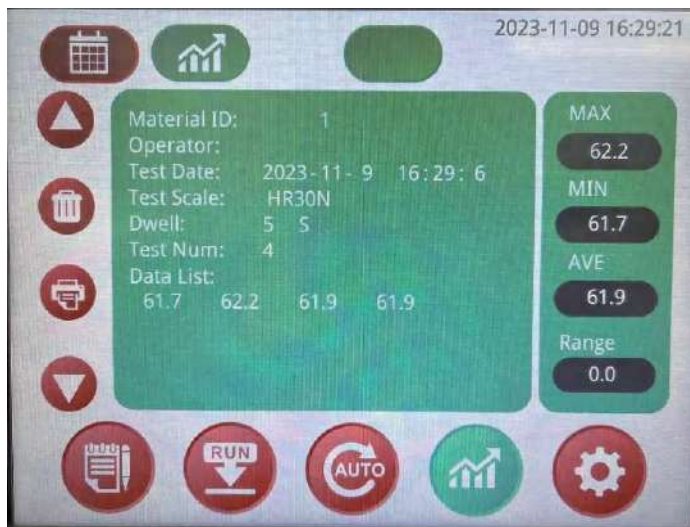 2023-11-09 16:29:21
Material ID: 1
Operator:
Test Date: 2023-11- 9 16:29: 6
Test Scale: HR30N
Dwell: 5 S
Test Num: 4
Data List:
61.7 62.2 61.9 61.9
MAX
62.2
MIN
61.7
AVE
61.9
Range
0.0
RUN
AUTO